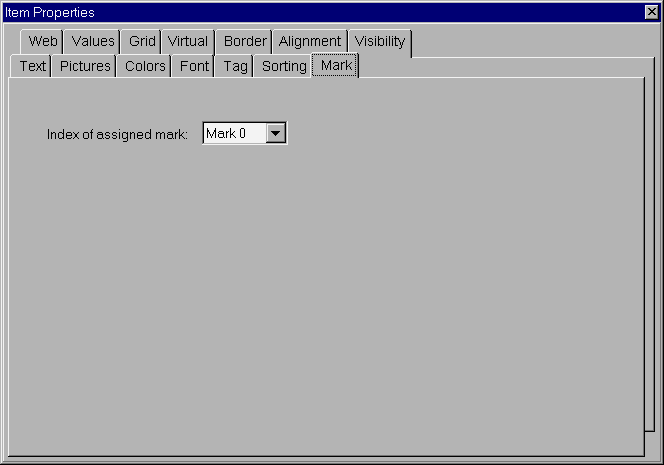 Item Properties
Web Values Grid Virtual Border Alignment Visibility
Text Pictures Colors Font Tag Sorting Mark
Index of assigned mark: Mark 0